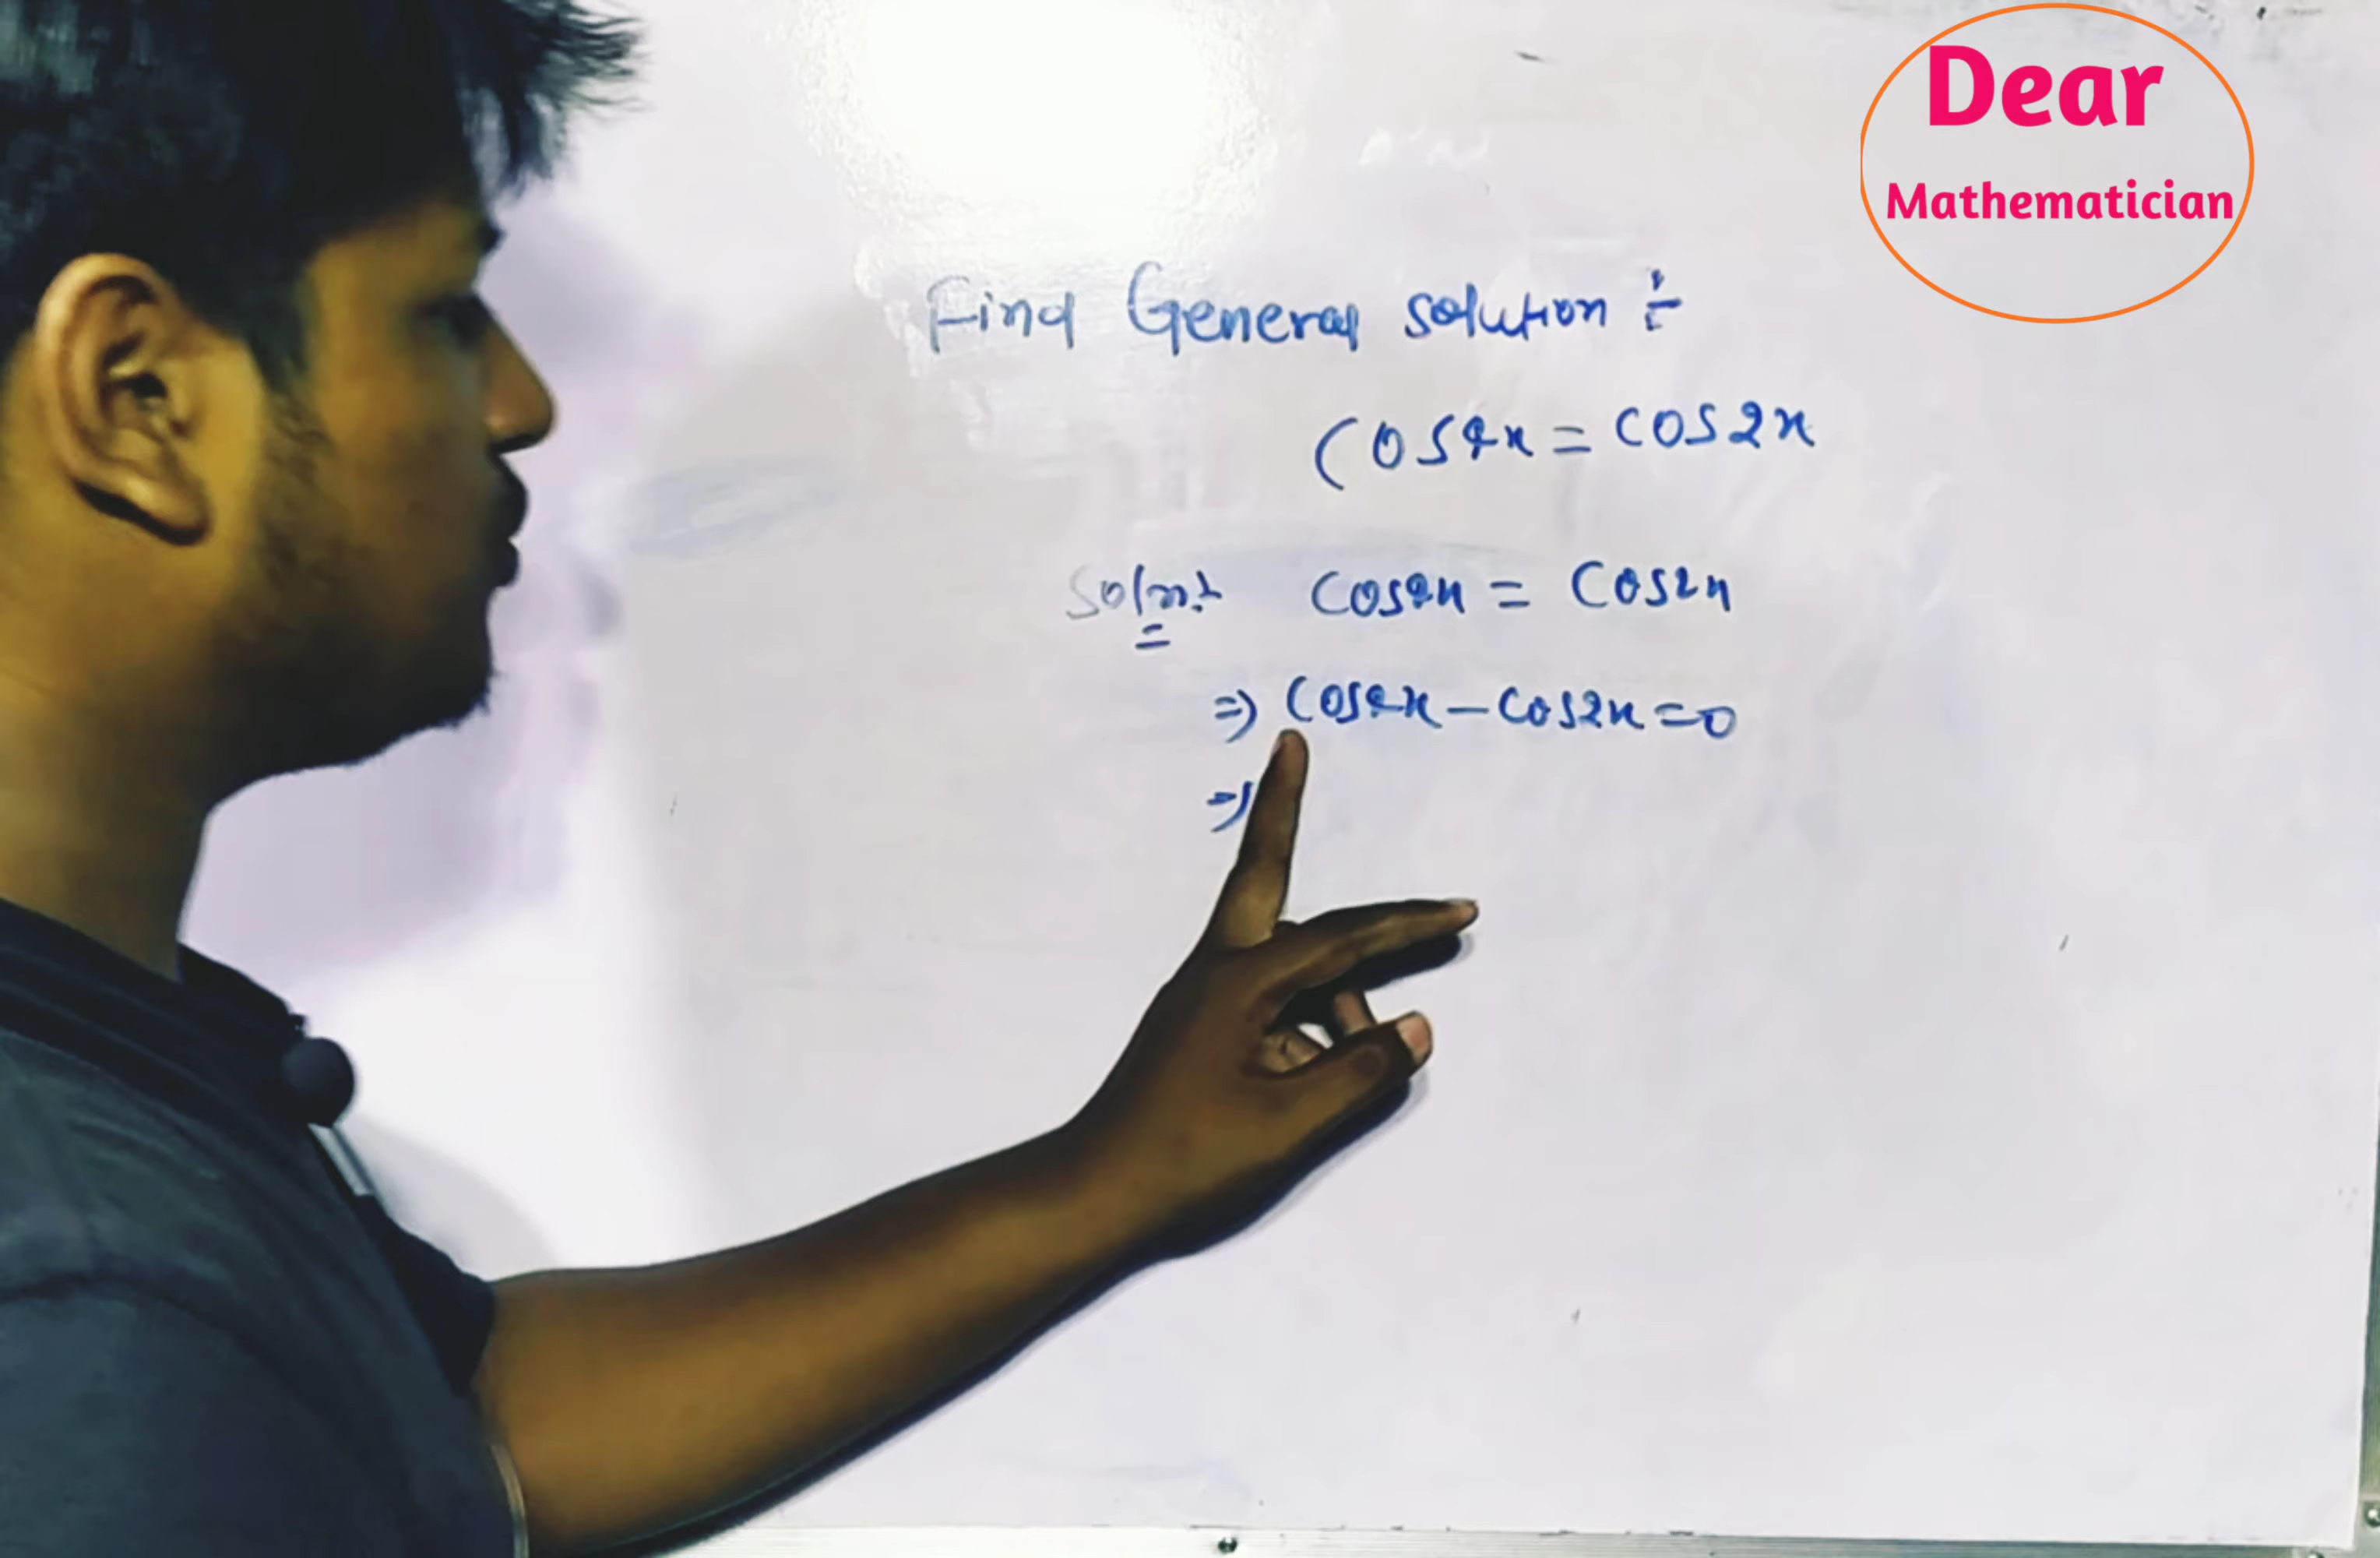 Dear
Mathematician
Find General solution ÷
COS4x = COS2x
Soln: COS4x = COS2x
⇒ COS4x - COS2x = 0
⇒